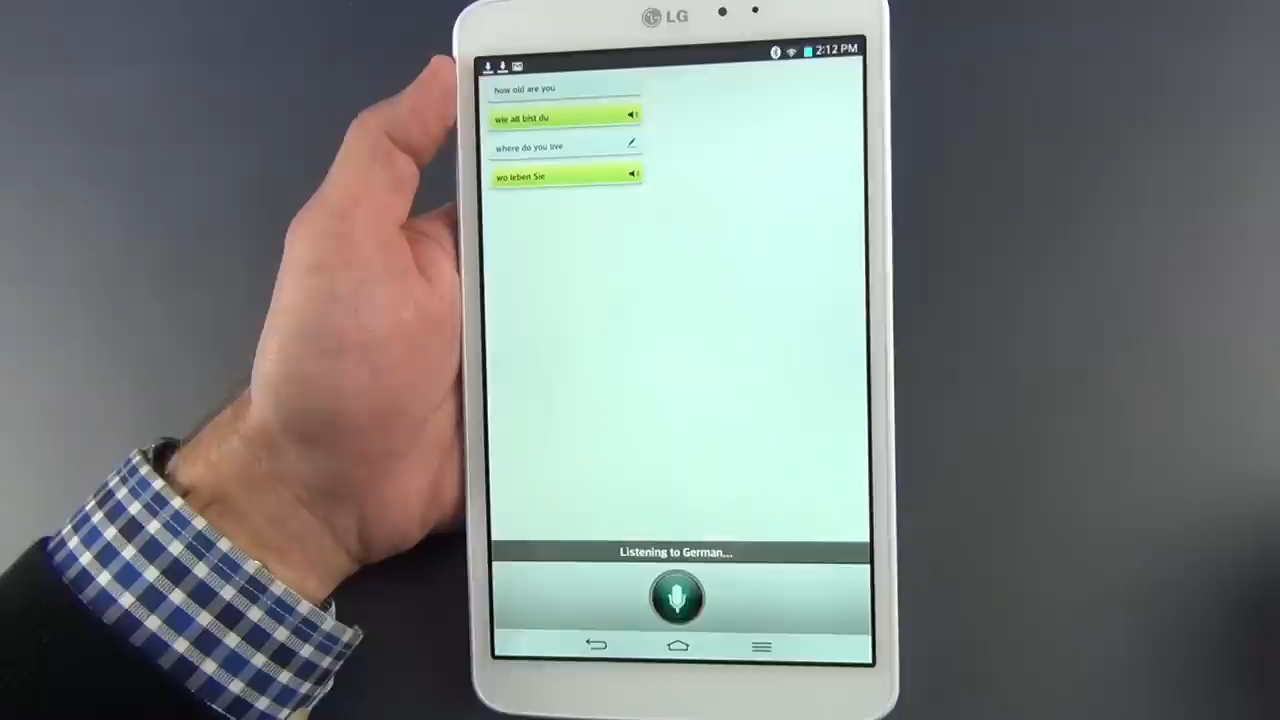 LG
2:12 PM
how old are you
wie alt bist du
where do you live
wo leben Sie
Listening to German...